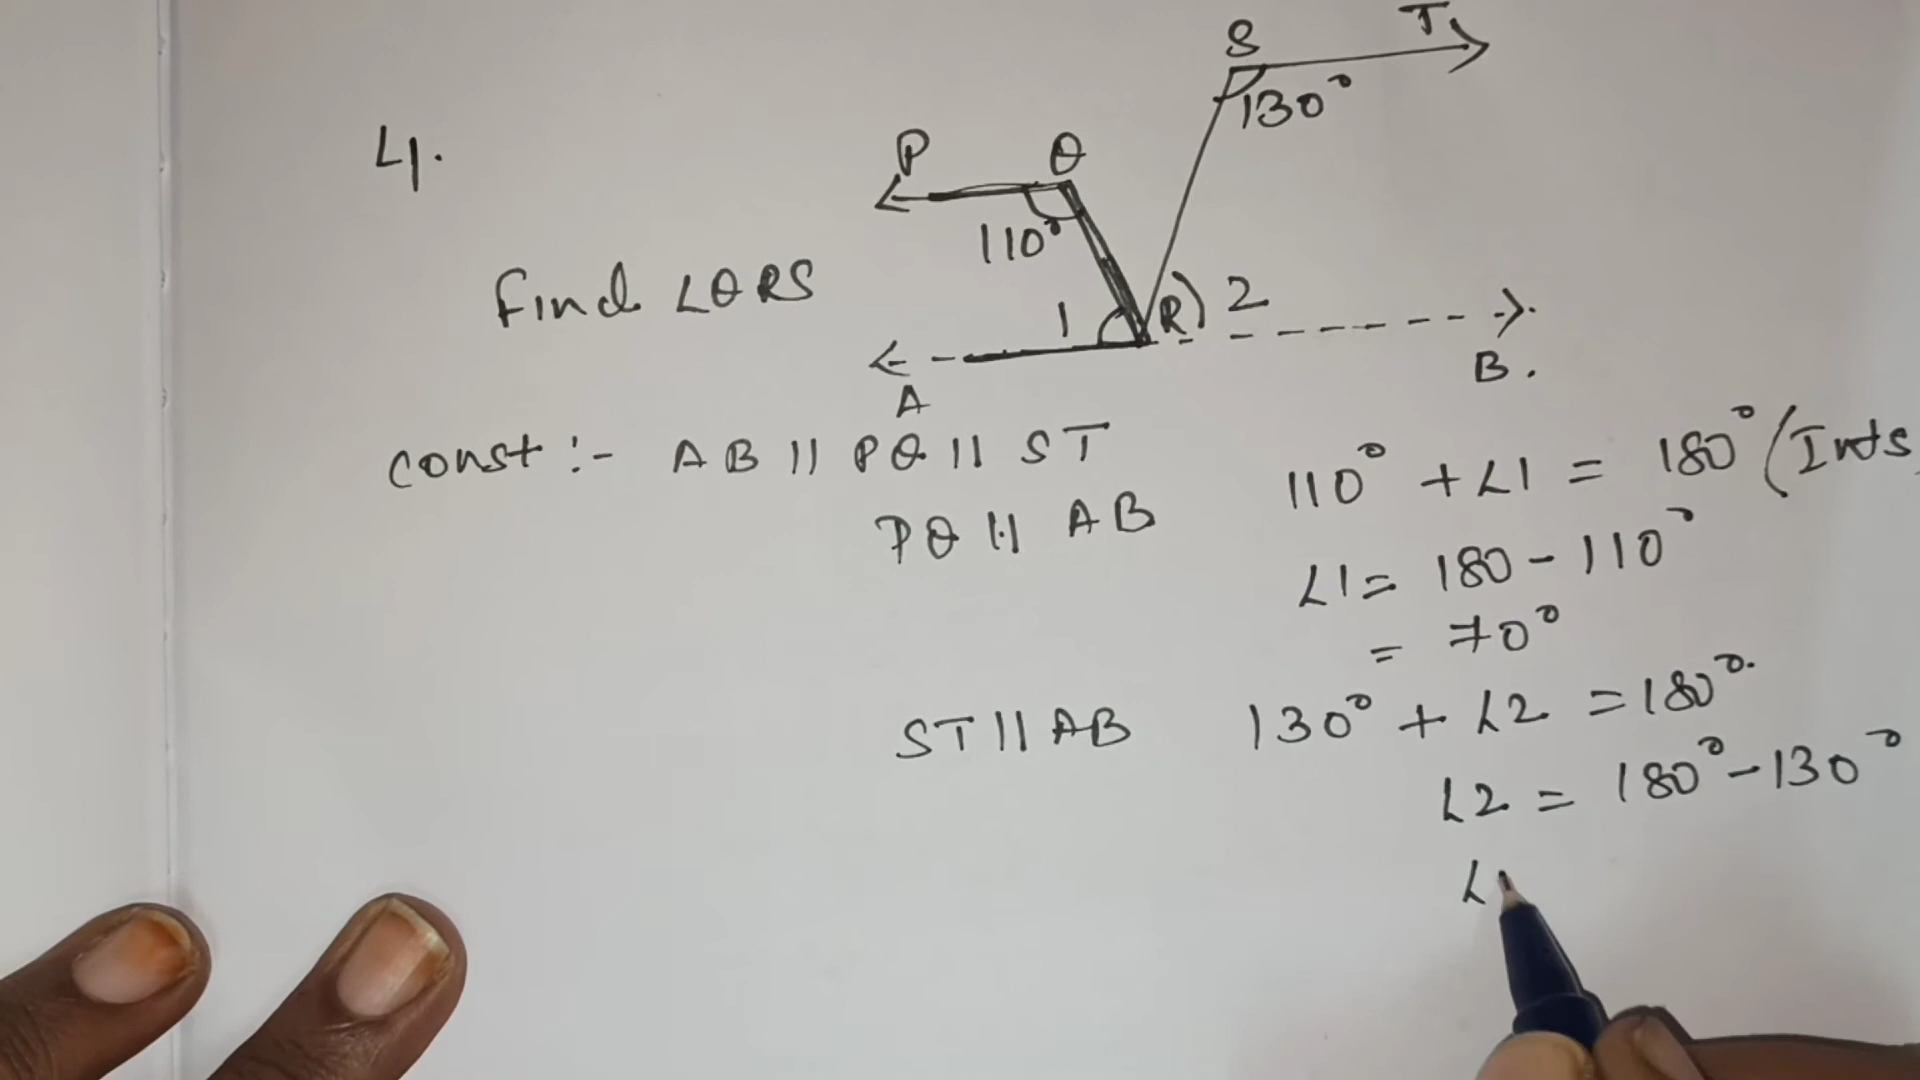 S T
130°
4.
P Q
110°
Find ∠QRS
1 R 2
A B.
const :- AB || PQ || ST
110° + ∠1 = 180° (Ints
PQ || AB
∠1 = 180 - 110°
= 70°
ST || AB 130° + ∠2 = 180°.
∠2 = 180° - 130°
∠